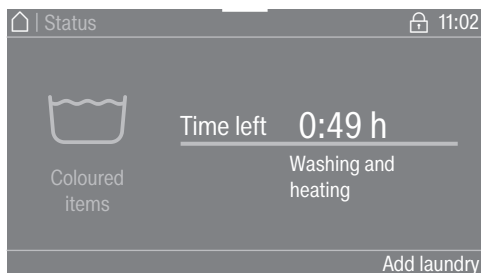 | Status
11:02
Time left 0:49 h
Washing and
heating
Coloured
items
Add laundry